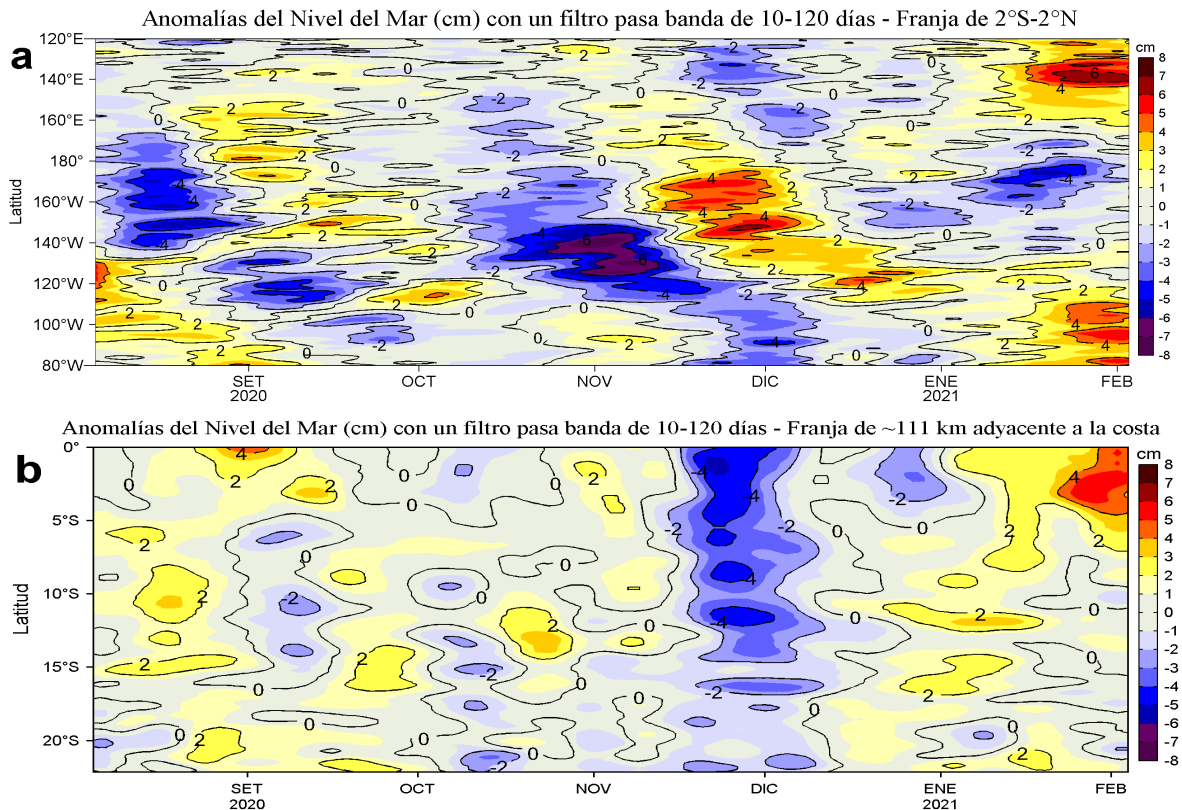 Anomalías del Nivel del Mar (cm) con un filtro pasa banda de 10-120 días - Franja de 2°S-2°N
a
cm
120°E
140°E
160°E
180°
160°W
140°W
120°W
100°W
80°W
Latitud
8
7
6
5
4
3
2
1
0
-1
-2
-3
-4
-5
-6
-7
-8
SET
2020
OCT
NOV
DIC
ENE
2021
FEB
Anomalías del Nivel del Mar (cm) con un filtro pasa banda de 10-120 días - Franja de ~111 km adyacente a la costa
b
cm
0°
5°S
10°S
15°S
20°S
Latitud
8
7
6
5
4
3
2
1
0
-1
-2
-3
-4
-5
-6
-7
-8
SET
2020
OCT
NOV
DIC
ENE
2021
FEB